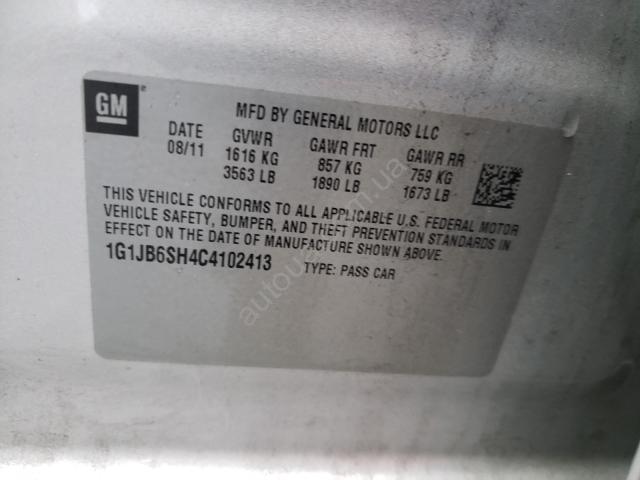 GM ®
MFD BY GENERAL MOTORS LLC
DATE GVWR GAWR FRT GAWR RR
08/11 1616 KG 857 KG 759 KG
3563 LB 1890 LB 1673 LB
THIS VEHICLE CONFORMS TO ALL APPLICABLE U.S. FEDERAL MOTOR
VEHICLE SAFETY, BUMPER, AND THEFT PREVENTION STANDARDS IN
EFFECT ON THE DATE OF MANUFACTURE SHOWN ABOVE.
1G1JB6SH4C4102413 TYPE: PASS CAR